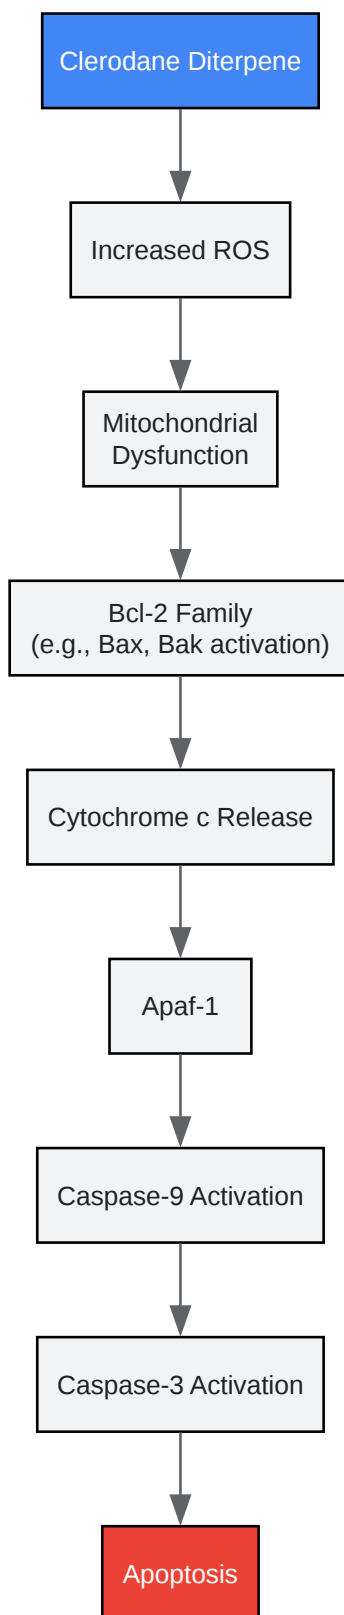 Clerodane Diterpene
Increased ROS
Mitochondrial
Dysfunction
Bcl-2 Family
(e.g., Bax, Bak activation)
Cytochrome c Release
Apaf-1
Caspase-9 Activation
Caspase-3 Activation
Apoptosis